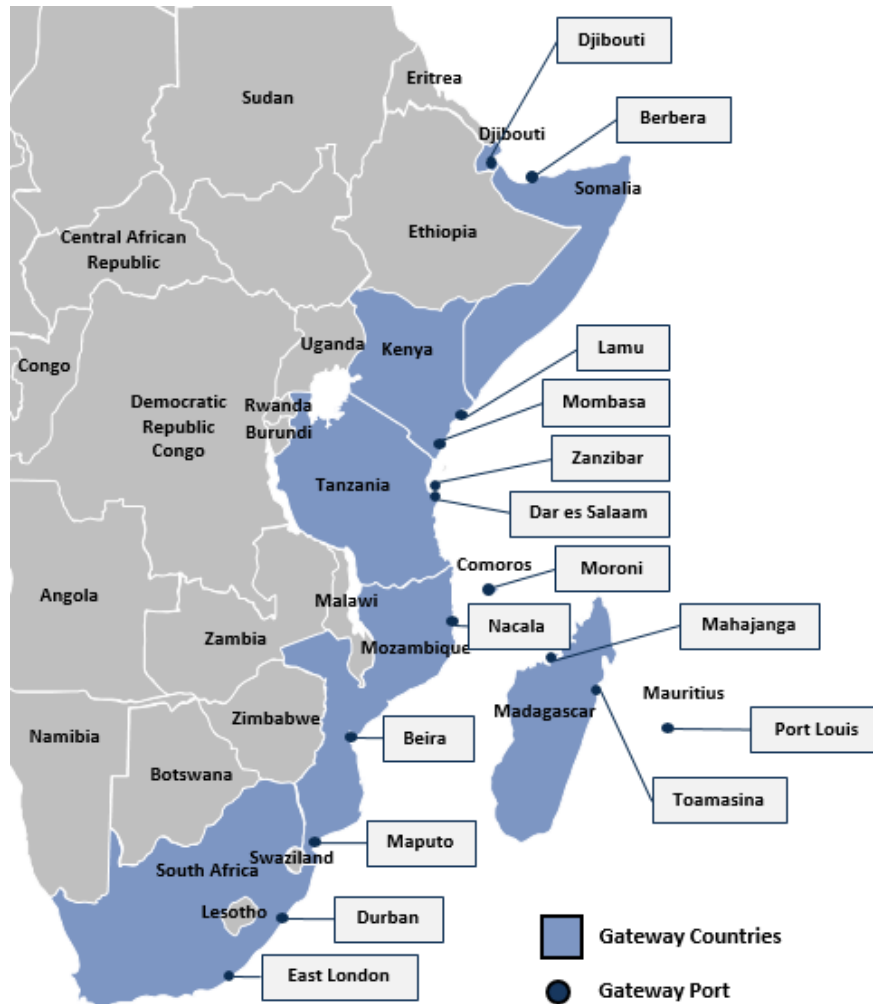 Djibouti
Eritrea
Sudan
Berbera
Djibouti
Somalia
Ethiopia
Central African
Republic
Uganda
Kenya
Lamu
Congo
Mombasa
Democratic
Republic
Congo
Rwanda
Burundi
Zanzibar
Tanzania
Dar es Salaam
Comoros
Moroni
Angola
Malawi
Nacala
Mahajanga
Zambia
Mozambique
Mauritius
Madagascar
Zimbabwe
Namibia
Beira
Port Louis
Botswana
Toamasina
Maputo
Swaziland
South Africa
Lesotho
Durban
Gateway Countries
East London
Gateway Port